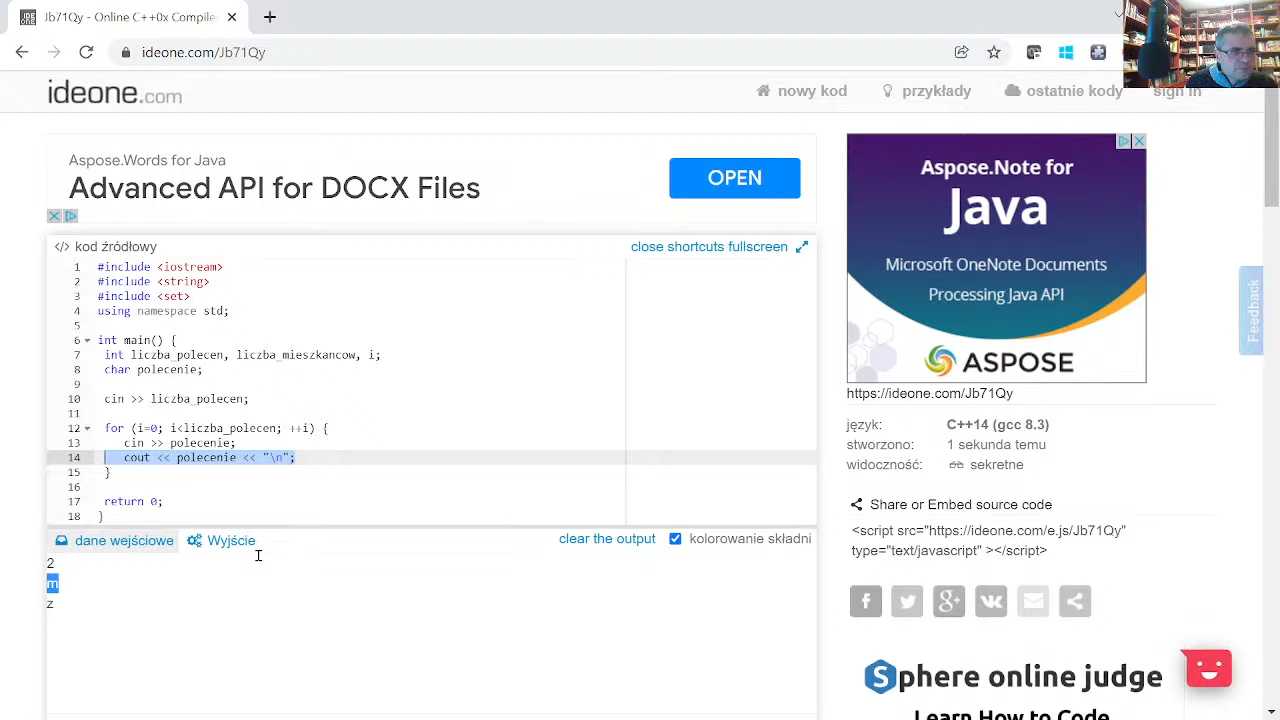 Jb71Qy - Online C++0x Compile
ideone.com/Jb71Qy
ideone.com
nowy kod
przykłady
ostatnie kody
sign in
Aspose.Words for Java
Advanced API for DOCX Files
OPEN
</> kod źródłowy
close shortcuts fullscreen
1 #include <iostream>
2 #include <string>
3 #include <set>
4 using namespace std;
5
6 int main() {
7 int liczba_polecen, liczba_mieszkancow, i;
8 char polecenie;
9
10 cin >> liczba_polecen;
11
12 for (i=0; i<liczba_polecen; ++i) {
13 cin >> polecenie;
14 cout << polecenie << "\n";
15 }
16
17 return 0;
18 }
dane wejściowe
Wyjście
clear the output
kolorowanie składni
2
m
z
Aspose.Note for
Java
Microsoft OneNote Documents
Processing Java API
ASPOSE
https://ideone.com/Jb71Qy
język: C++14 (gcc 8.3)
stworzono: 1 sekunda temu
widoczność: sekretne
Share or Embed source code
<script src="https://ideone.com/e.js/Jb71Qy"
type="text/javascript" ></script>
Sphere online judge
Learn How to Code
Feedback